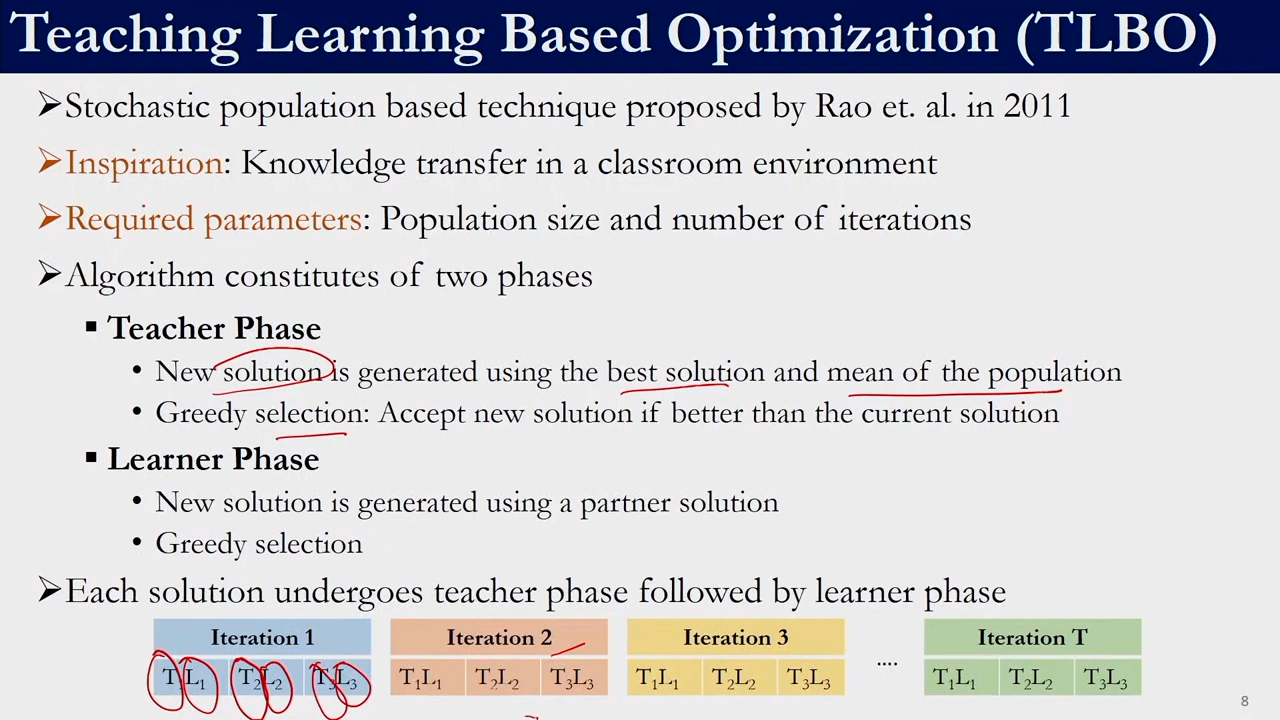 Teaching Learning Based Optimization (TLBO)
➢Stochastic population based technique proposed by Rao et. al. in 2011
➢Inspiration: Knowledge transfer in a classroom environment
➢Required parameters: Population size and number of iterations
➢Algorithm constitutes of two phases
▪ Teacher Phase
• New solution is generated using the best solution and mean of the population
• Greedy selection: Accept new solution if better than the current solution
▪ Learner Phase
• New solution is generated using a partner solution
• Greedy selection
➢Each solution undergoes teacher phase followed by learner phase
Iteration 1 Iteration 2 Iteration 3 .... Iteration T
T₁L₁ T₂L₂ T₃L₃ T₁L₁ T₂L₂ T₃L₃ T₁L₁ T₂L₂ T₃L₃ T₁L₁ T₂L₂ T₃L₃
8